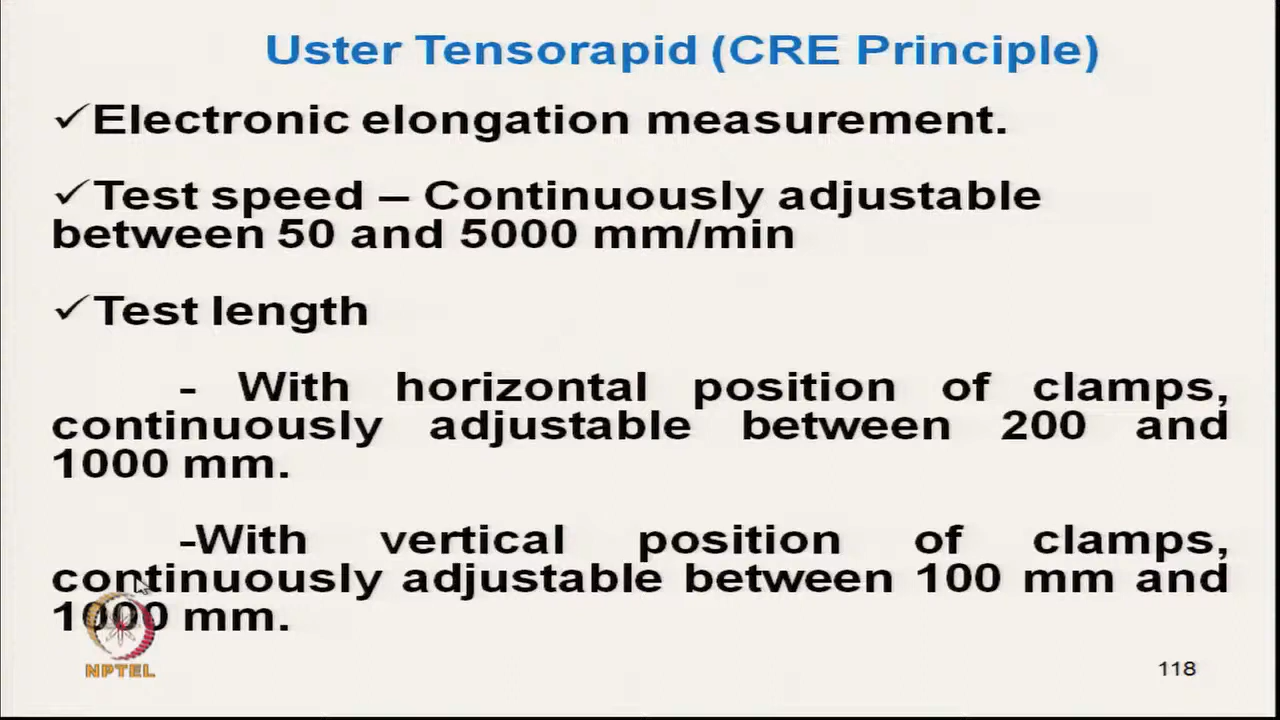 Uster Tensorapid (CRE Principle)
✓Electronic elongation measurement.
✓Test speed – Continuously adjustable
between 50 and 5000 mm/min
✓Test length
- With horizontal position of clamps,
continuously adjustable between 200 and
1000 mm.
-With vertical position of clamps,
continuously adjustable between 100 mm and
1000 mm.
NPTEL
118